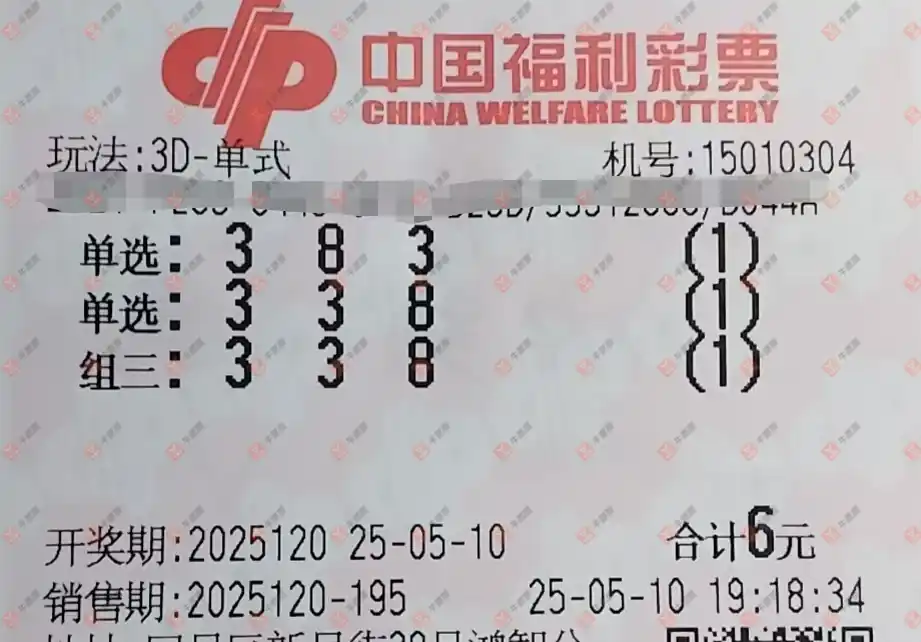 中国福利彩票
CHINA WELFARE LOTTERY
玩法:3D-单式 机号:15010304
单选: 3 8 3 (1)
单选: 3 3 8 (1)
组三: 3 3 8 (1)
开奖期:2025120 25-05-10 合计6元
销售期:2025120-195 25-05-10 19:18:34